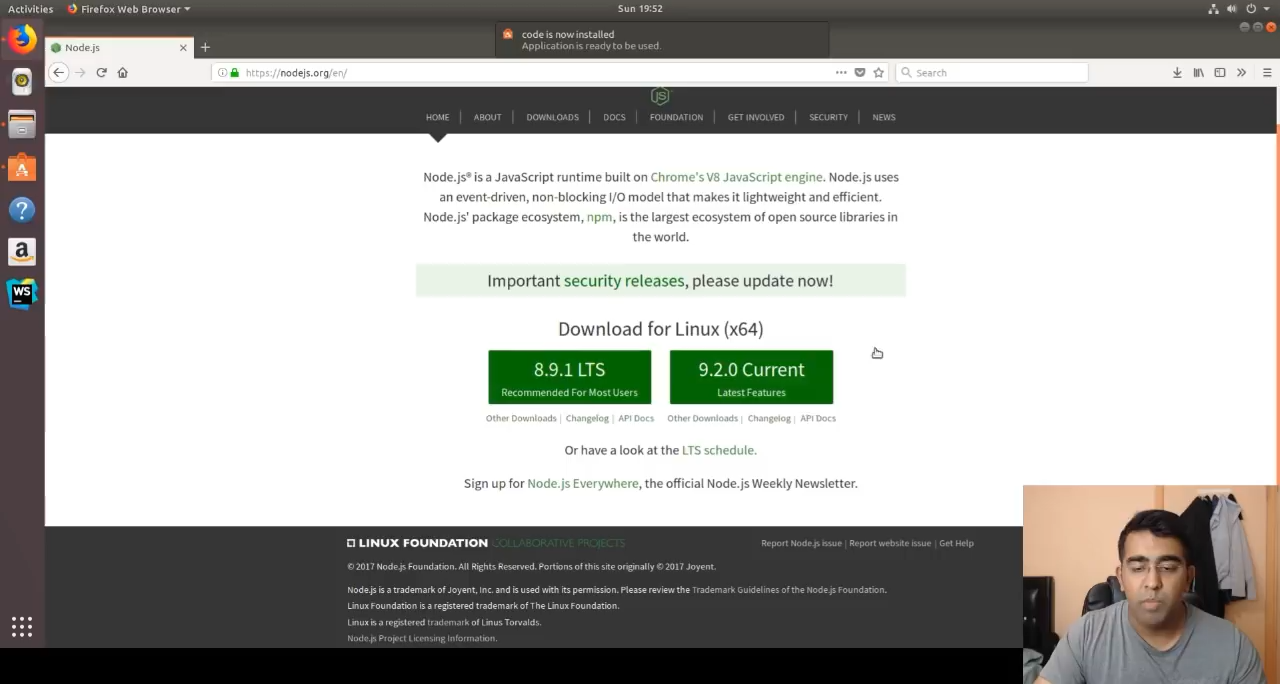 Activities
Firefox Web Browser
Sun 19:52
code is now installed
Application is ready to be used.
Node.js
https://nodejs.org/en/
Search
JS
HOME
ABOUT
DOWNLOADS
DOCS
FOUNDATION
GET INVOLVED
SECURITY
NEWS
Node.js® is a JavaScript runtime built on Chrome's V8 JavaScript engine. Node.js uses
an event-driven, non-blocking I/O model that makes it lightweight and efficient.
Node.js' package ecosystem, npm, is the largest ecosystem of open source libraries in
the world.
Important security releases, please update now!
Download for Linux (x64)
8.9.1 LTS
Recommended For Most Users
9.2.0 Current
Latest Features
Other Downloads | Changelog | API Docs
Other Downloads | Changelog | API Docs
Or have a look at the LTS schedule.
Sign up for Node.js Everywhere, the official Node.js Weekly Newsletter.
LINUX FOUNDATION COLLABORATIVE PROJECTS
Report Node.js issue | Report website issue | Get Help
© 2017 Node.js Foundation. All Rights Reserved. Portions of this site originally © 2017 Joyent.
Node.js is a trademark of Joyent, Inc. and is used with its permission. Please review the Trademark Guidelines of the Node.js Foundation.
Linux Foundation is a registered trademark of The Linux Foundation.
Linux is a registered trademark of Linus Torvalds.
Node.js Project Licensing Information.
a
WS